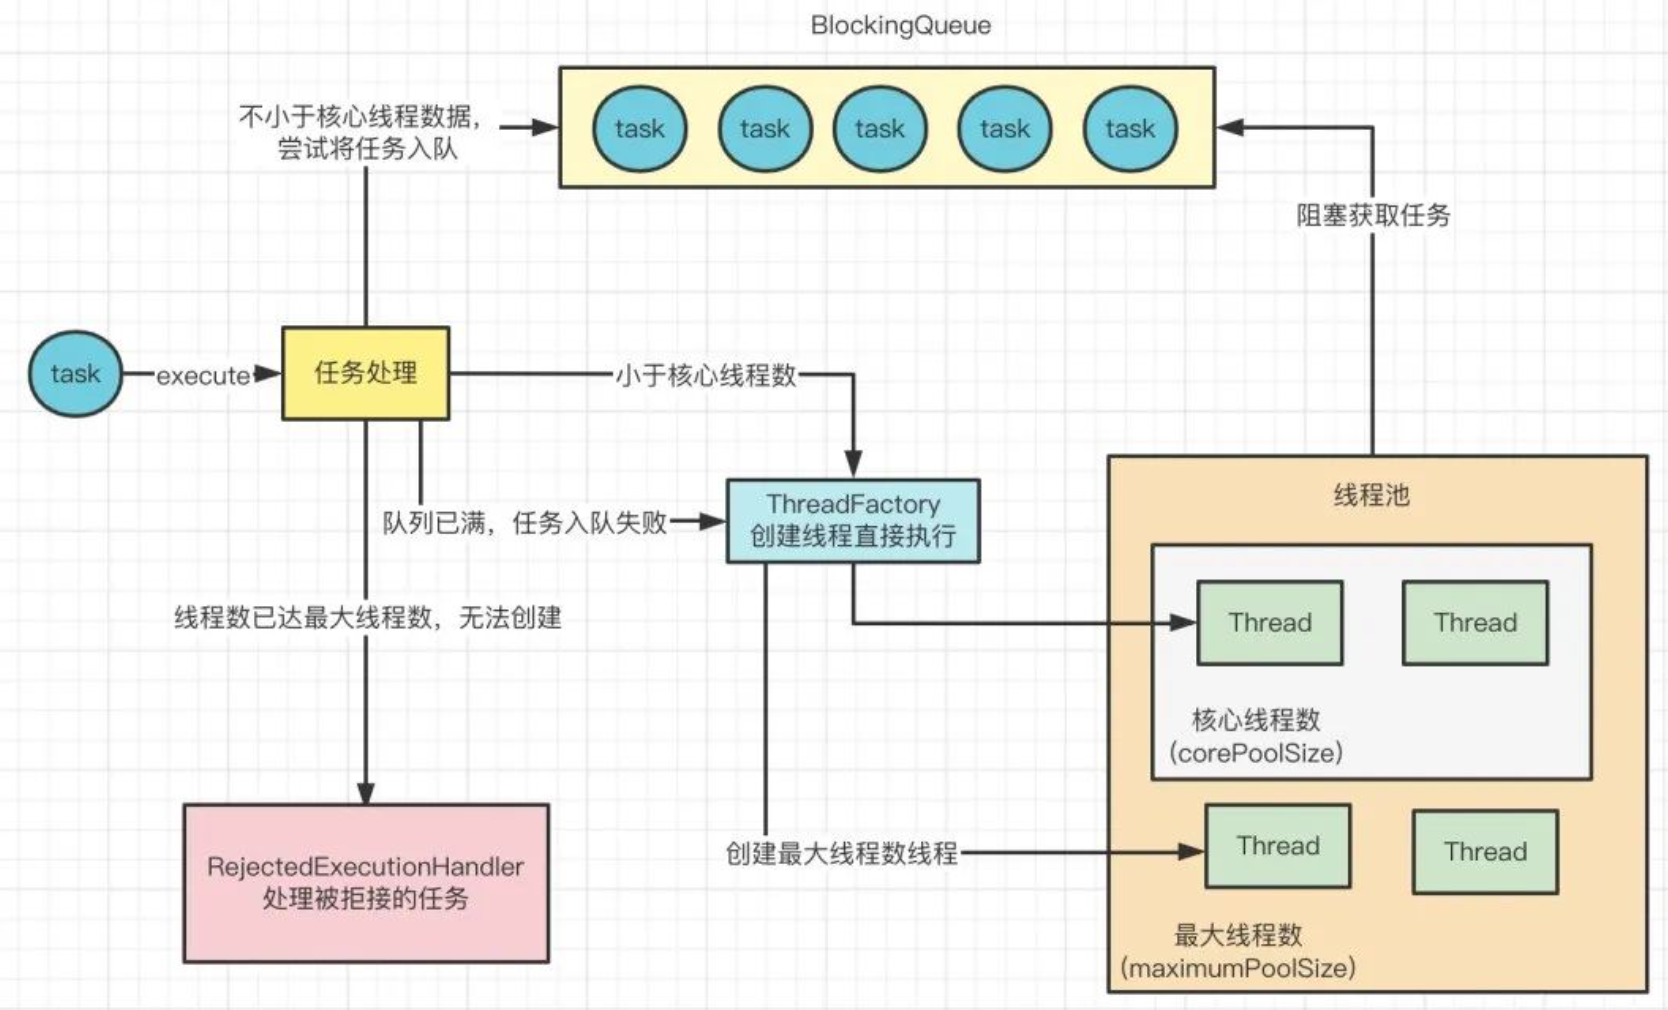 BlockingQueue
不小于核心线程数据，
尝试将任务入队
task
task
task
task
task
阻塞获取任务
task
execute
任务处理
小于核心线程数
ThreadFactory
创建线程直接执行
队列已满，任务入队失败
线程池
线程数已达最大线程数，无法创建
Thread
Thread
核心线程数
(corePoolSize)
RejectedExecutionHandler
处理被拒接的任务
创建最大线程数线程
Thread
Thread
最大线程数
(maximumPoolSize)